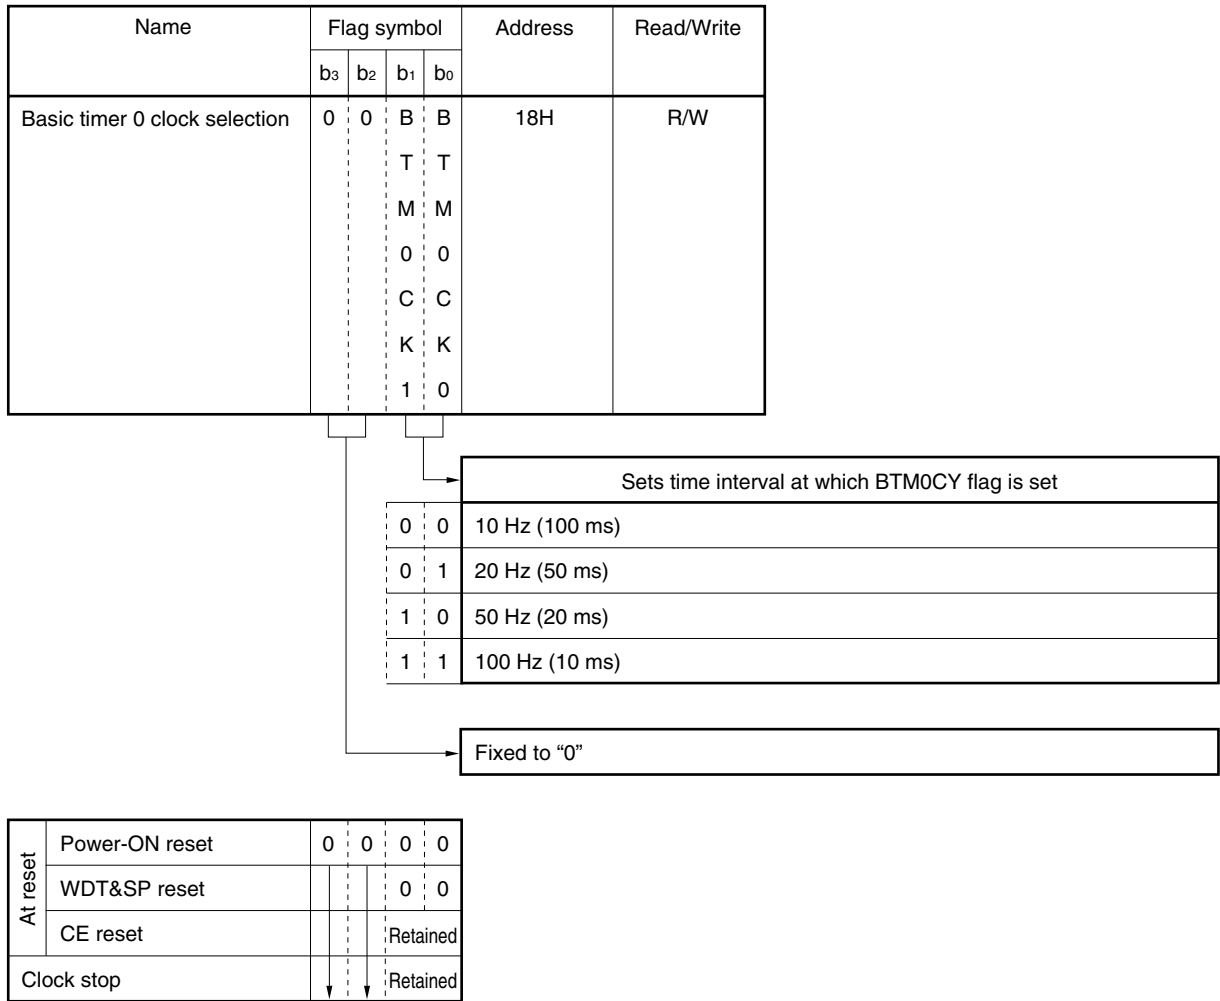 Name Flag symbol Address Read/Write
b3 b2 b1 b0
Basic timer 0 clock selection 0 0 B B 18H R/W
T T
M M
0 0
C C
K K
1 0
Sets time interval at which BTM0CY flag is set
0 0 10 Hz (100 ms)
0 1 20 Hz (50 ms)
1 0 50 Hz (20 ms)
1 1 100 Hz (10 ms)
Fixed to “0”
At reset
Power-ON reset 0 0 0 0
WDT&SP reset 0 0
CE reset Retained
Clock stop Retained